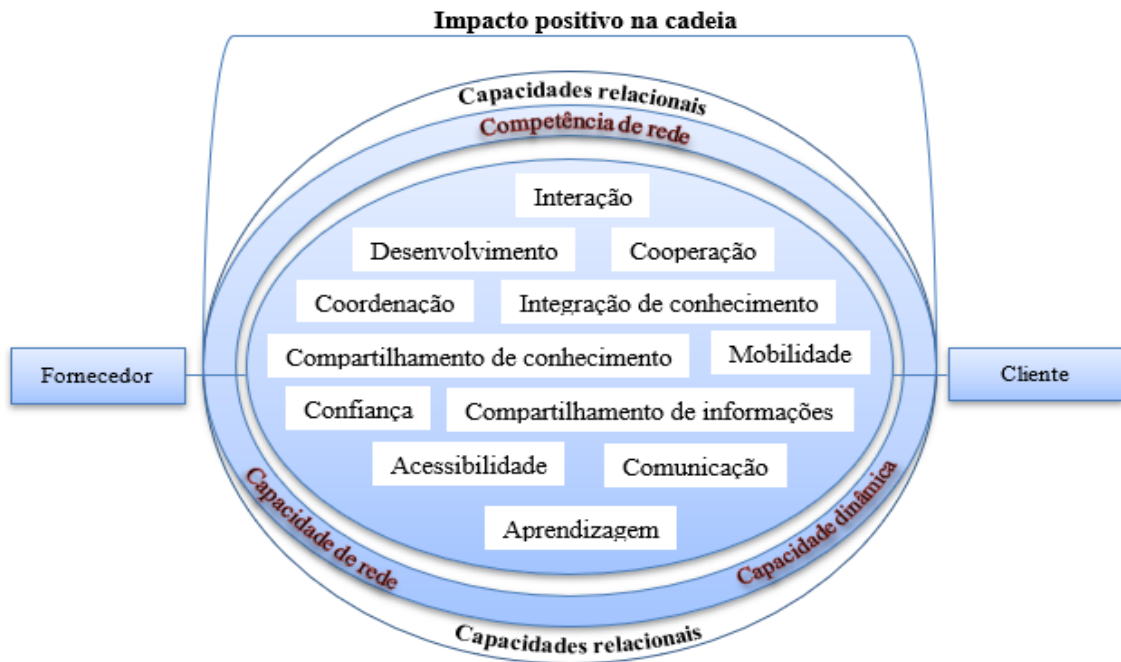 Impacto positivo na cadeia
Capacidades relacionais
Competência de rede
Interação
Desenvolvimento
Cooperação
Coordenação
Integração de conhecimento
Compartilhamento de conhecimento
Mobilidade
Fornecedor
Cliente
Confiança
Compartilhamento de informações
Acessibilidade
Comunicação
Aprendizagem
Capacidade de rede
Capacidade dinâmica
Capacidades relacionais